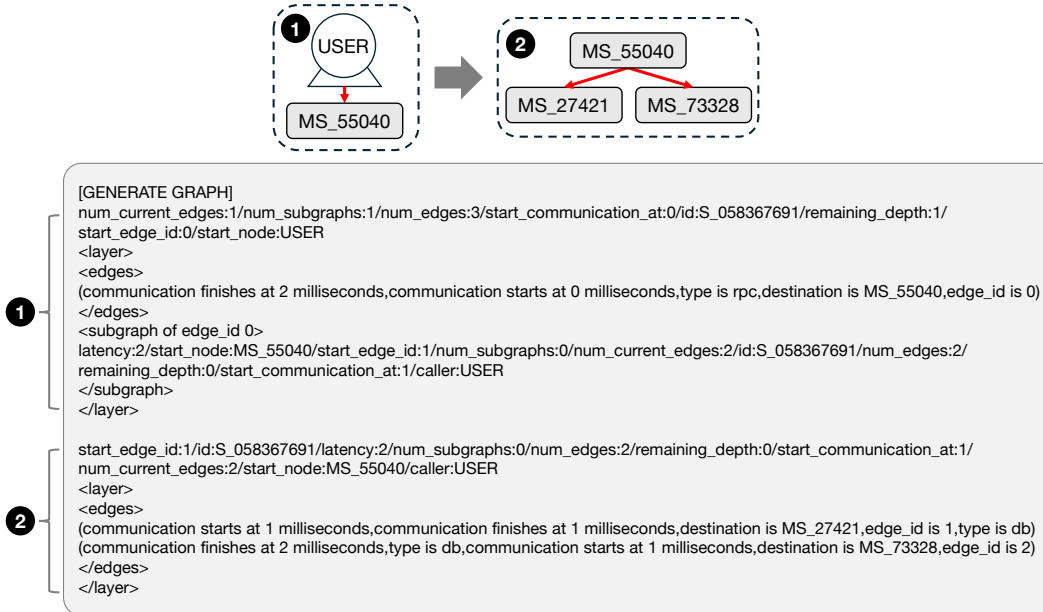 1
USER
MS_55040
2
MS_55040
MS_27421
MS_73328
[GENERATE GRAPH]
num_current_edges:1/num_subgraphs:1/num_edges:3/start_communication_at:0/id:S_058367691/remaining_depth:1/
start_edge_id:0/start_node:USER
<layer>
<edges>
(communication finishes at 2 milliseconds,communication starts at 0 milliseconds,type is rpc,destination is MS_55040,edge_id is 0)
</edges>
<subgraph of edge_id 0>
latency:2/start_node:MS_55040/start_edge_id:1/num_subgraphs:0/num_current_edges:2/id:S_058367691/num_edges:2/
remaining_depth:0/start_communication_at:1/caller:USER
</subgraph>
</layer>
1
start_edge_id:1/id:S_058367691/latency:2/num_subgraphs:0/num_edges:2/remaining_depth:0/start_communication_at:1/
num_current_edges:2/start_node:MS_55040/caller:USER
<layer>
<edges>
(communication starts at 1 milliseconds,communication finishes at 1 milliseconds,destination is MS_27421,edge_id is 1,type is db)
(communication finishes at 2 milliseconds,type is db,communication starts at 1 milliseconds,destination is MS_73328,edge_id is 2)
</edges>
</layer>
2